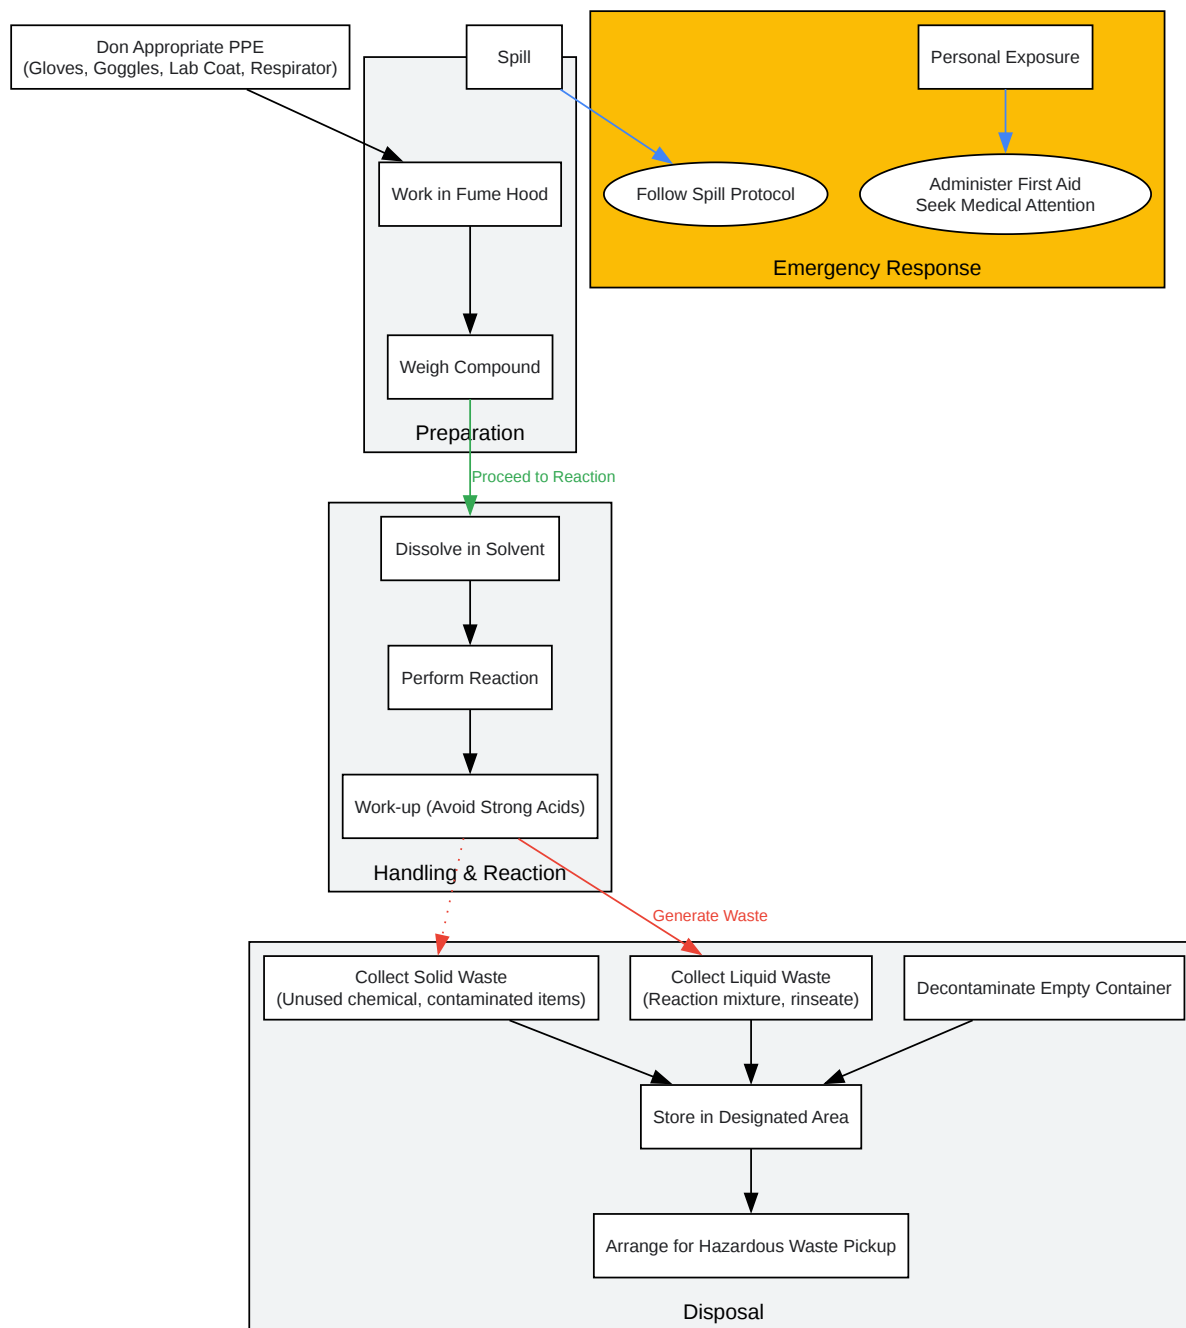 Don Appropriate PPE
(Gloves, Goggles, Lab Coat, Respirator)
Spill
Personal Exposure
Work in Fume Hood
Follow Spill Protocol
Administer First Aid
Seek Medical Attention
Emergency Response
Weigh Compound
Preparation
Proceed to Reaction
Dissolve in Solvent
Perform Reaction
Work-up (Avoid Strong Acids)
Handling & Reaction
Generate Waste
Collect Solid Waste
(Unused chemical, contaminated items)
Collect Liquid Waste
(Reaction mixture, rinseate)
Decontaminate Empty Container
Store in Designated Area
Arrange for Hazardous Waste Pickup
Disposal